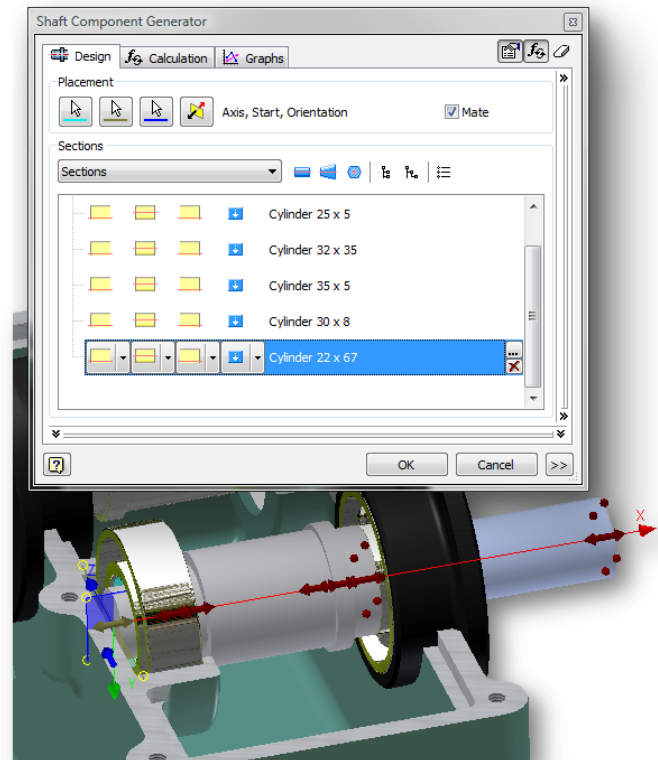 Shaft Component Generator
Design
Calculation
Graphs
Placement
Axis, Start, Orientation
Mate
Sections
Sections
Cylinder 25 x 5
Cylinder 32 x 35
Cylinder 35 x 5
Cylinder 30 x 8
Cylinder 22 x 67
...
OK
Cancel
>>
X
Z
Y